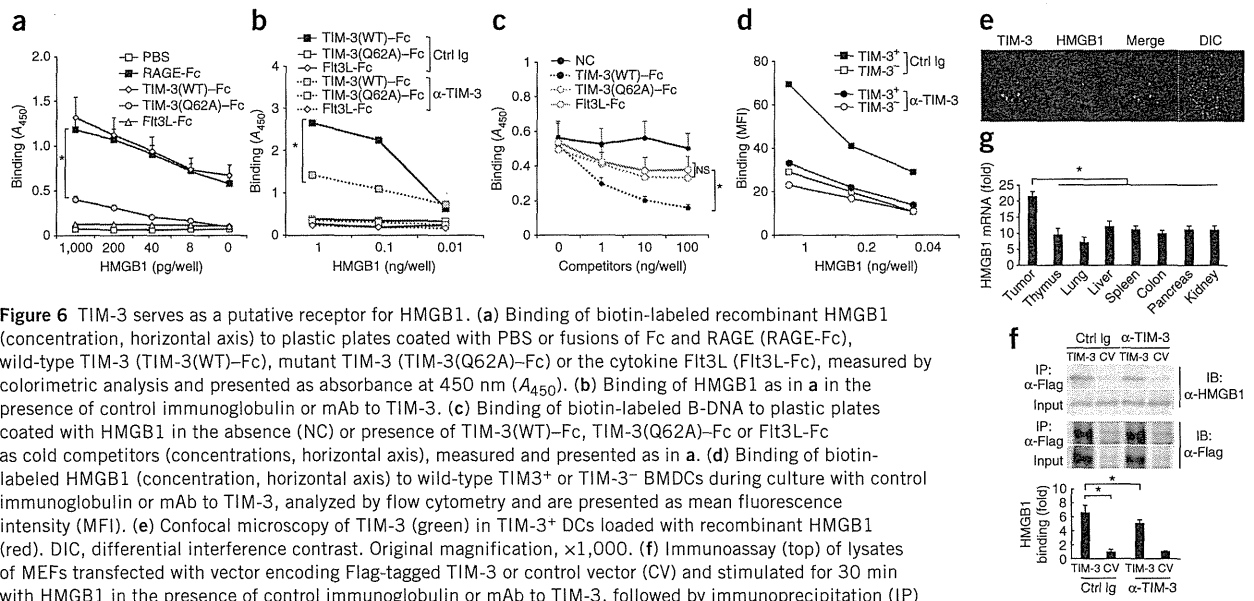 a
2.0
1.5
1.0
0.5
0
Binding (A450)
*
PBS
RAGE-Fc
TIM-3(WT)–Fc
TIM-3(Q62A)–Fc
Flt3L-Fc
1,000 200 40 8 0
HMGB1 (pg/well)
b
TIM-3(WT)–Fc
TIM-3(Q62A)–Fc
Flt3L-Fc
Ctrl Ig
TIM-3(WT)–Fc
TIM-3(Q62A)–Fc
Flt3L-Fc
α-TIM-3
4
3
2
1
0
Binding (A450)
*
1 0.1 0.01
HMGB1 (ng/well)
c
NC
TIM-3(WT)–Fc
TIM-3(Q62A)–Fc
Flt3L-Fc
1.0
0.8
0.6
0.4
0.2
0
Binding (A450)
NS
*
0 1 10 100
Competitors (ng/well)
d
TIM-3+
TIM-3−
Ctrl Ig
TIM-3+
TIM-3−
α-TIM-3
80
60
40
20
0
Binding (MFI)
1 0.2 0.04
HMGB1 (ng/well)
e
TIM-3 HMGB1 Merge DIC
g
*
25
20
15
10
5
0
HMGB1 mRNA (fold)
Tumor
Thymus
Lung
Liver
Spleen
Colon
Pancreas
Kidney
Figure 6 TIM-3 serves as a putative receptor for HMGB1. (a) Binding of biotin-labeled recombinant HMGB1
(concentration, horizontal axis) to plastic plates coated with PBS or fusions of Fc and RAGE (RAGE-Fc),
wild-type TIM-3 (TIM-3(WT)–Fc), mutant TIM-3 (TIM-3(Q62A)–Fc) or the cytokine Flt3L (Flt3L-Fc), measured by
colorimetric analysis and presented as absorbance at 450 nm (A450). (b) Binding of HMGB1 as in a in the
presence of control immunoglobulin or mAb to TIM-3. (c) Binding of biotin-labeled B-DNA to plastic plates
coated with HMGB1 in the absence (NC) or presence of TIM-3(WT)–Fc, TIM-3(Q62A)–Fc or Flt3L-Fc
as cold competitors (concentrations, horizontal axis), measured and presented as in a. (d) Binding of biotin-
labeled HMGB1 (concentration, horizontal axis) to wild-type TIM3+ or TIM-3− BMDCs during culture with control
immunoglobulin or mAb to TIM-3, analyzed by flow cytometry and are presented as mean fluorescence
intensity (MFI). (e) Confocal microscopy of TIM-3 (green) in TIM-3+ DCs loaded with recombinant HMGB1
(red). DIC, differential interference contrast. Original magnification, ×1,000. (f) Immunoassay (top) of lysates
of MEFs transfected with vector encoding Flag-tagged TIM-3 or control vector (CV) and stimulated for 30 min
with HMGB1 in the presence of control immunoglobulin or mAb to TIM-3, followed by immunoprecipitation (IP)
f
Ctrl Ig α-TIM-3
TIM-3 CV TIM-3 CV
IP:
α-Flag
Input
IB:
α-HMGB1
IP:
α-Flag
Input
IB:
α-Flag
*
*
10
8
6
4
2
0
HMGB1
binding (fold)
TIM-3 CV TIM-3 CV
Ctrl Ig α-TIM-3